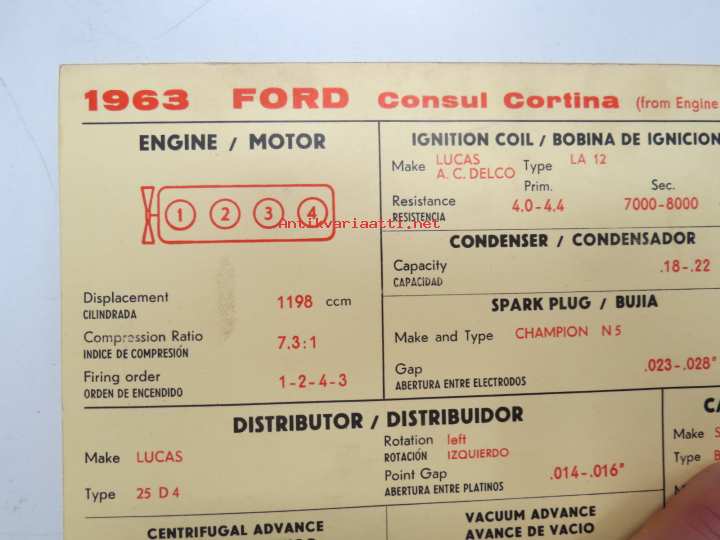 1963 FORD Consul Cortina (from Engine
ENGINE / MOTOR
1 2 3 4
Displacement 1198 ccm
CILINDRADA
Compression Ratio 7.3:1
INDICE DE COMPRESIÓN
Firing order 1-2-4-3
ORDEN DE ENCENDIDO
IGNITION COIL / BOBINA DE IGNICION
Make LUCAS Type LA 12
A. C. DELCO
Prim. Sec.
Resistance 4.0-4.4 7000-8000
RESISTENCIA
CONDENSER / CONDENSADOR
Capacity .18-.22
CAPACIDAD
SPARK PLUG / BUJIA
Make and Type CHAMPION N 5
Gap .023-.028"
ABERTURA ENTRE ELECTRODOS
DISTRIBUTOR / DISTRIBUIDOR
Make LUCAS
Type 25 D 4
Rotation left
ROTACIÓN IZQUIERDO
Point Gap .014-.016"
ABERTURA ENTRE PLATINOS
CENTRIFUGAL ADVANCE
VACUUM ADVANCE
AVANCE DE VACIO
CA
Make S
Type B
Antikvariaatti.net